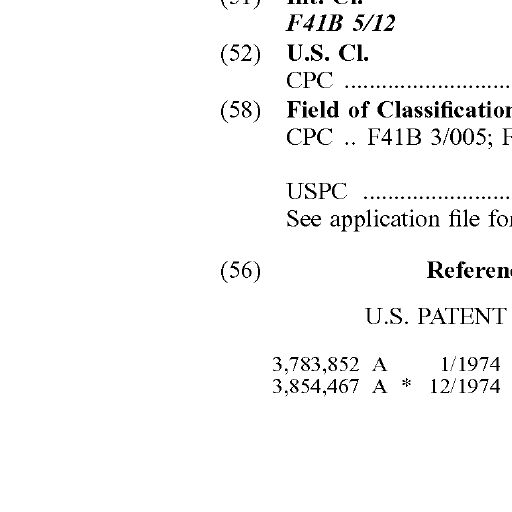 (51) Int. Cl.
F41B 5/12
(52) U.S. Cl.
CPC ...........................
(58) Field of Classification
CPC .. F41B 3/005;
USPC ........................
See application file for
(56)
U.S. PATENT
3,783,852 A 1/1974
3,854,467 A * 12/1974